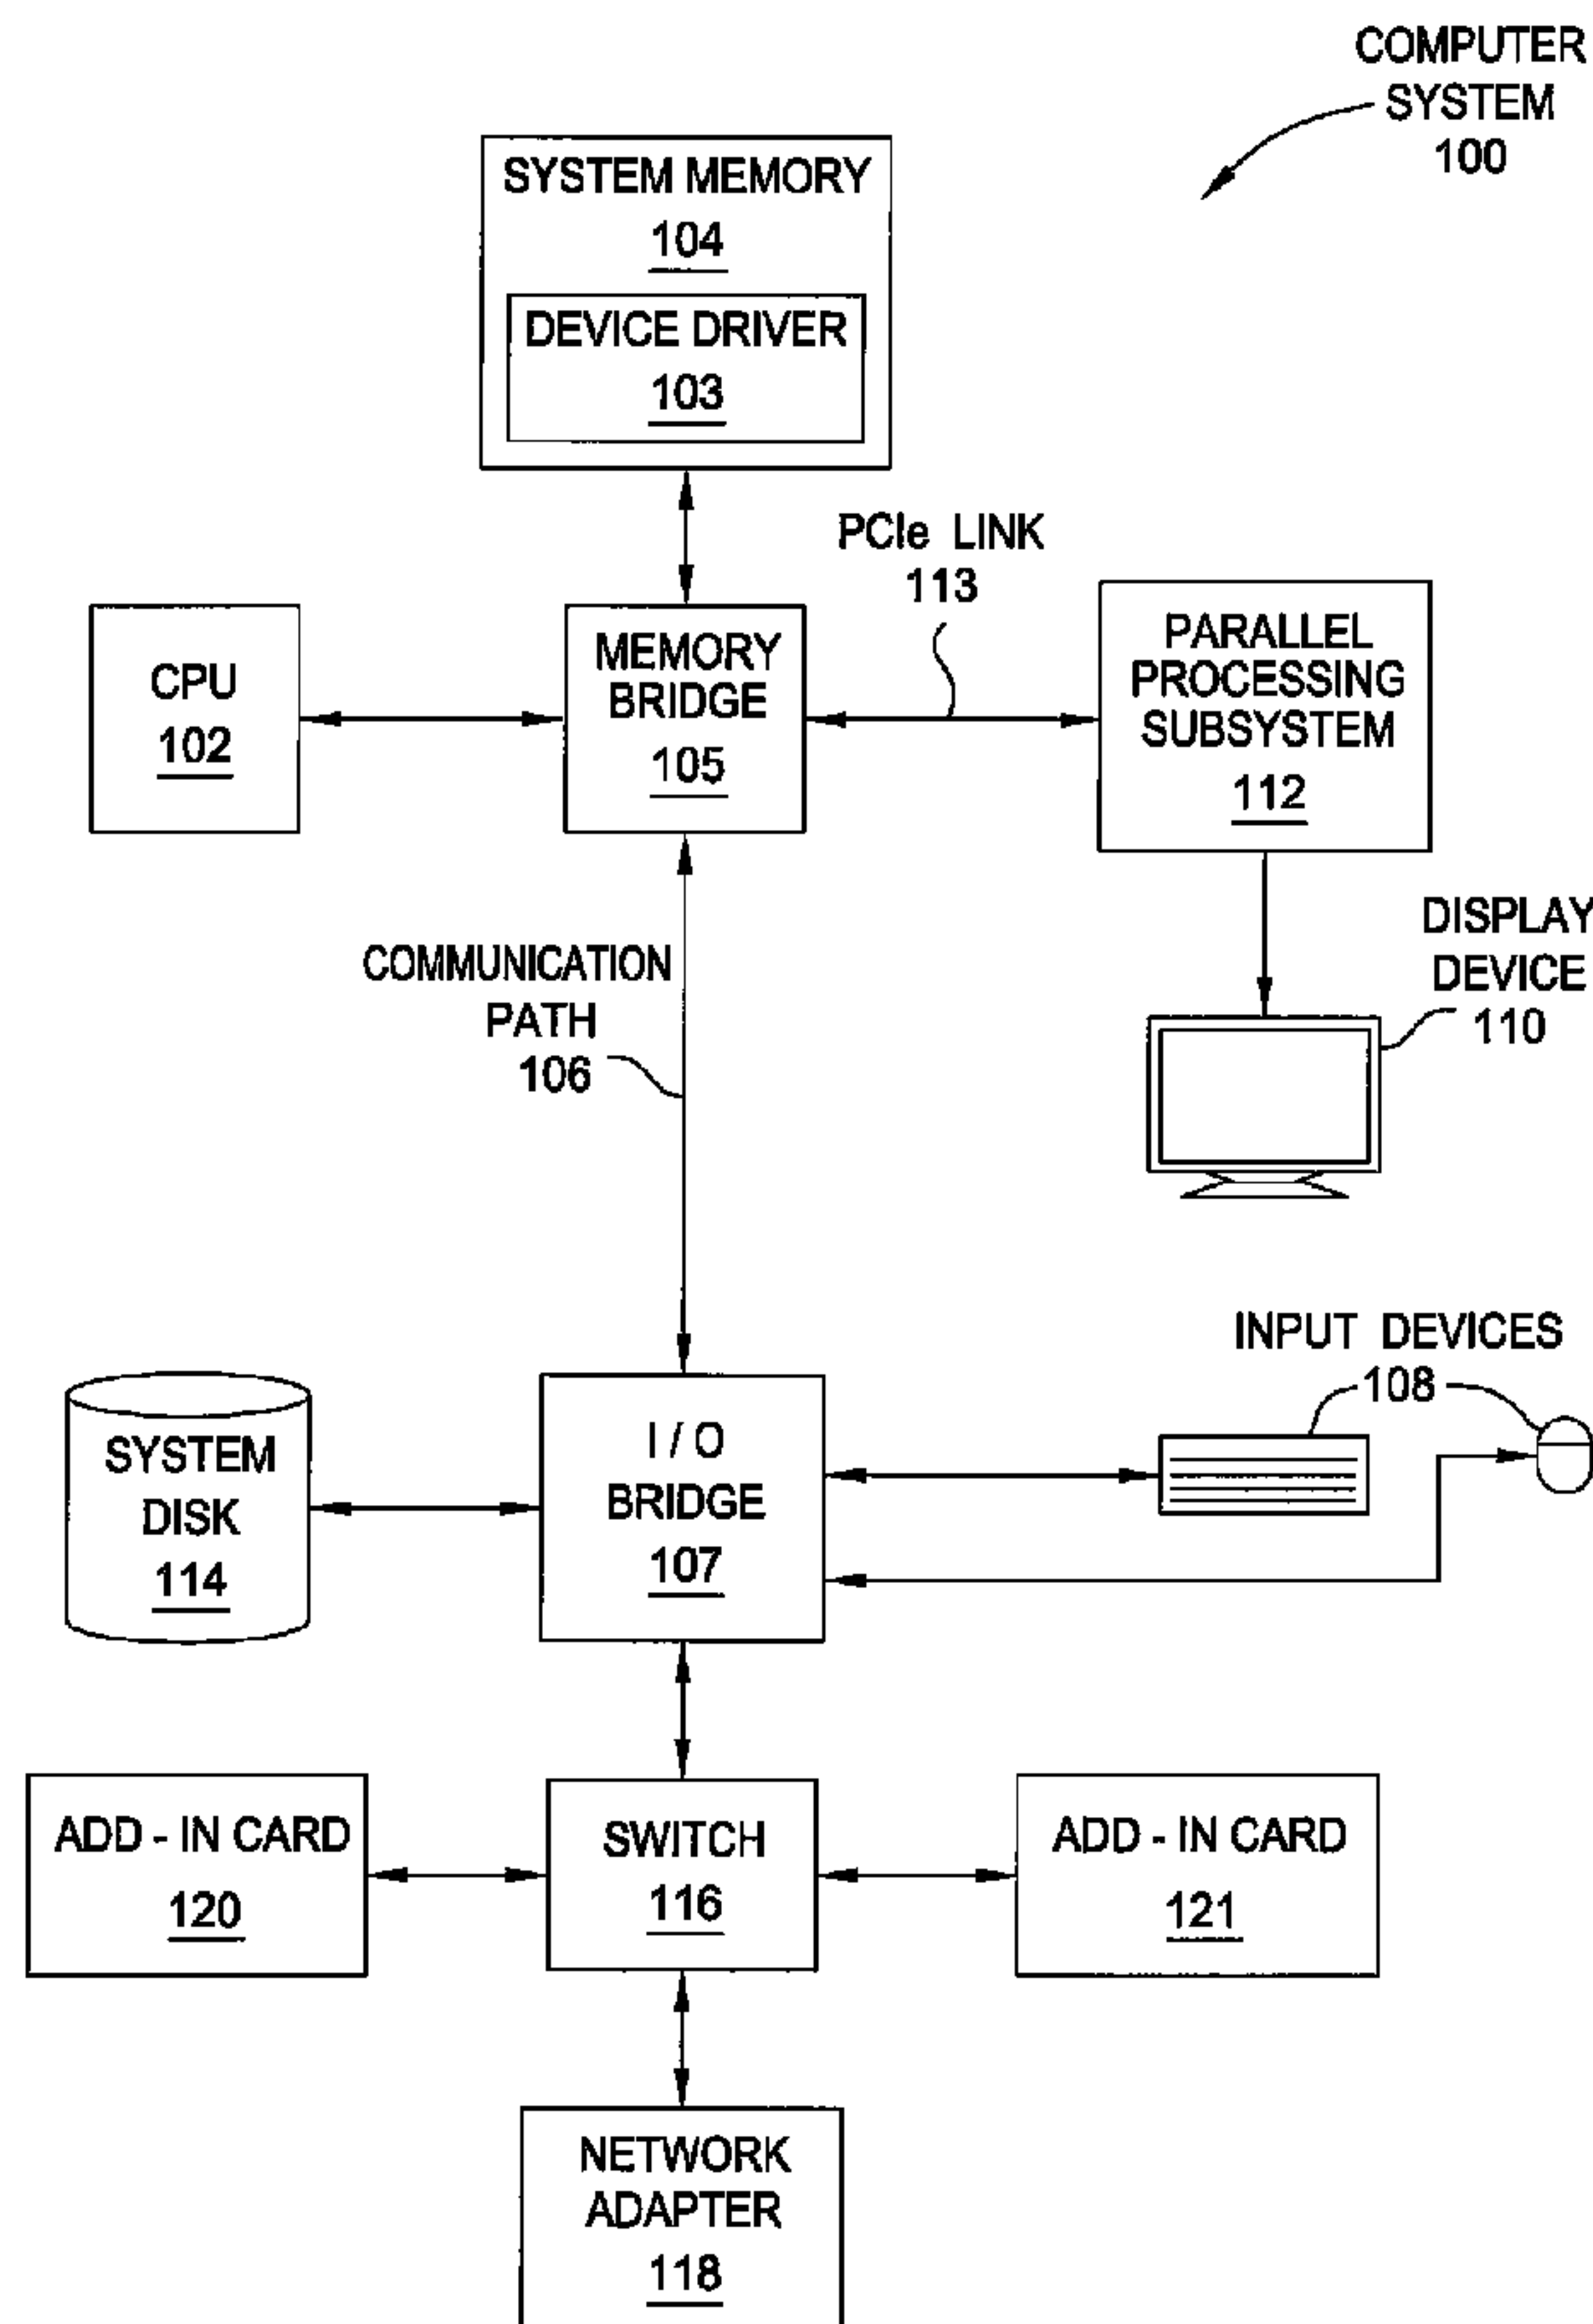 COMPUTER
SYSTEM
100
SYSTEM MEMORY
104
DEVICE DRIVER
103
PCIe LINK
113
CPU
102
MEMORY
BRIDGE
105
PARALLEL
PROCESSING
SUBSYSTEM
112
COMMUNICATION
PATH
106
DISPLAY
DEVICE
110
INPUT DEVICES
108
SYSTEM
DISK
114
I / O
BRIDGE
107
ADD - IN CARD
120
SWITCH
116
ADD - IN CARD
121
NETWORK
ADAPTER
118